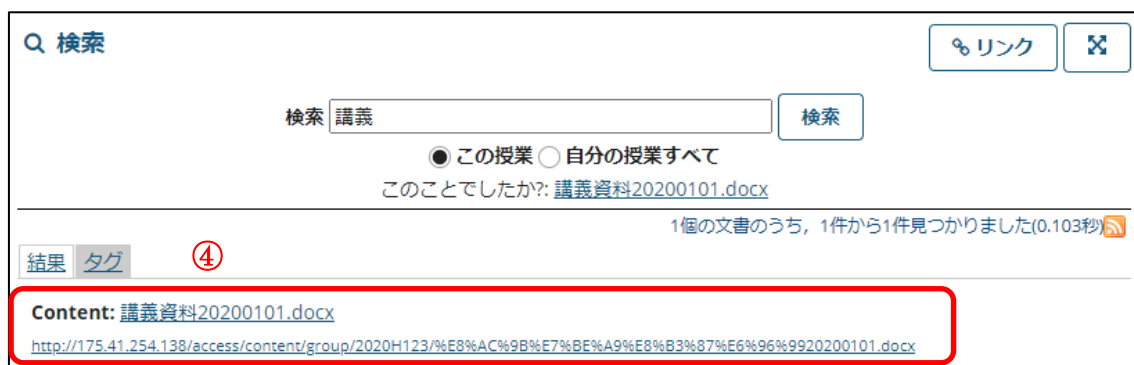 検索
リンク
検索 講義 検索
この授業 自分の授業すべて
このことでしたか?: 講義資料20200101.docx
1個の文書のうち，1件から1件見つかりました(0.103秒)
結果 タグ ④
Content: 講義資料20200101.docx
http://175.41.254.138/access/content/group/2020H123/%E8%AC%9B%E7%BE%A9%E8%B3%87%E6%96%9920200101.docx